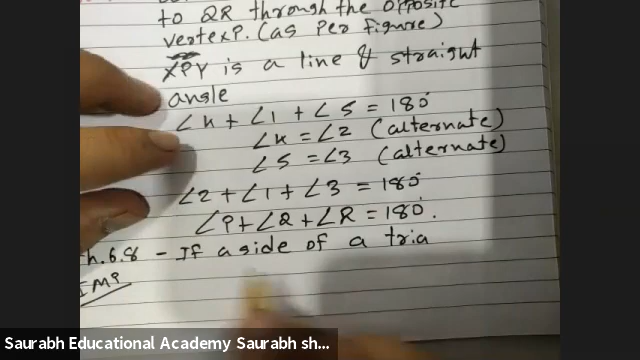 to QR through the opposite
vertex P. (as per figure)
XPY is a line & straight
angle
∠4 + ∠1 + ∠5 = 180°
∠4 = ∠2 (alternate)
∠5 = ∠3 (alternate)
∠2 + ∠1 + ∠3 = 180°
∠P + ∠Q + ∠R = 180°.
Th. 6.8 - If a side of a tria
IMP
Saurabh Educational Academy Saurabh sh...